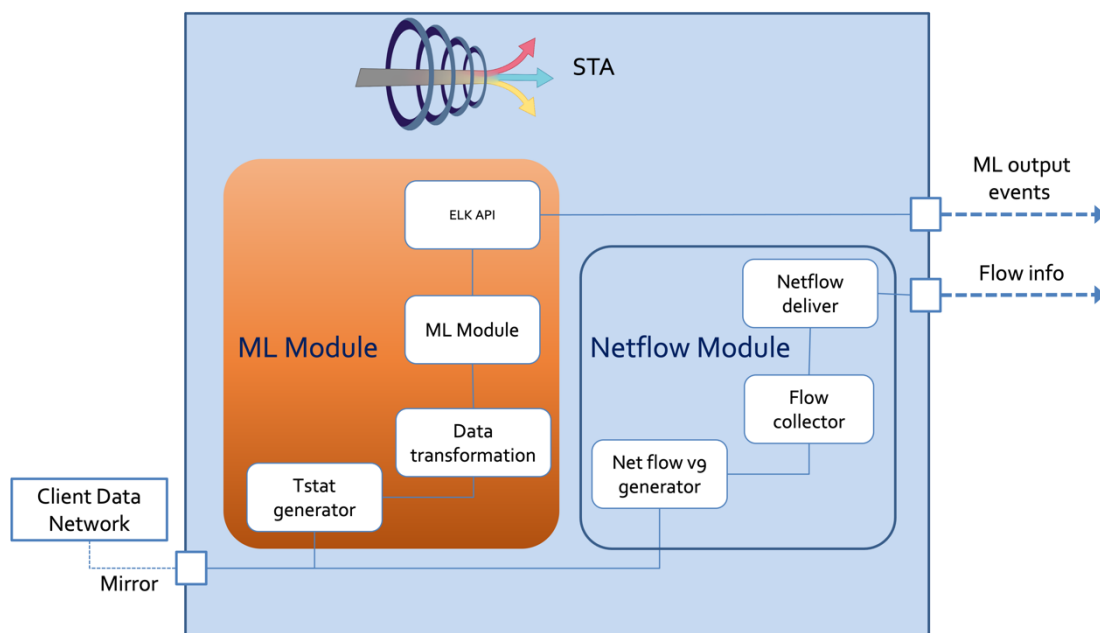 STA
ML output
events
ELK API
Flow info
Netflow
deliver
ML Module
ML Module
Netflow Module
Flow
collector
Data
transformation
Net flow v9
generator
Tstat
generator
Client Data
Network
Mirror